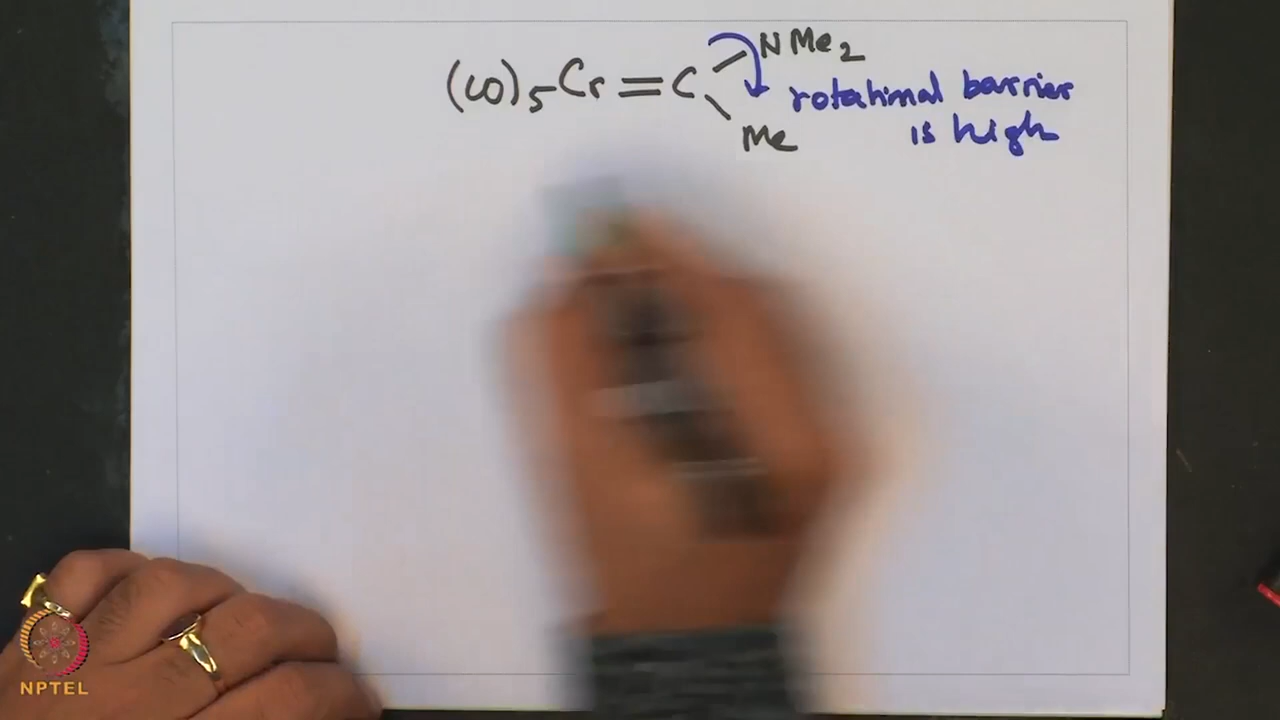 (CO)5Cr=C
NMe2
rotational barrier
is high
Me
NPTEL